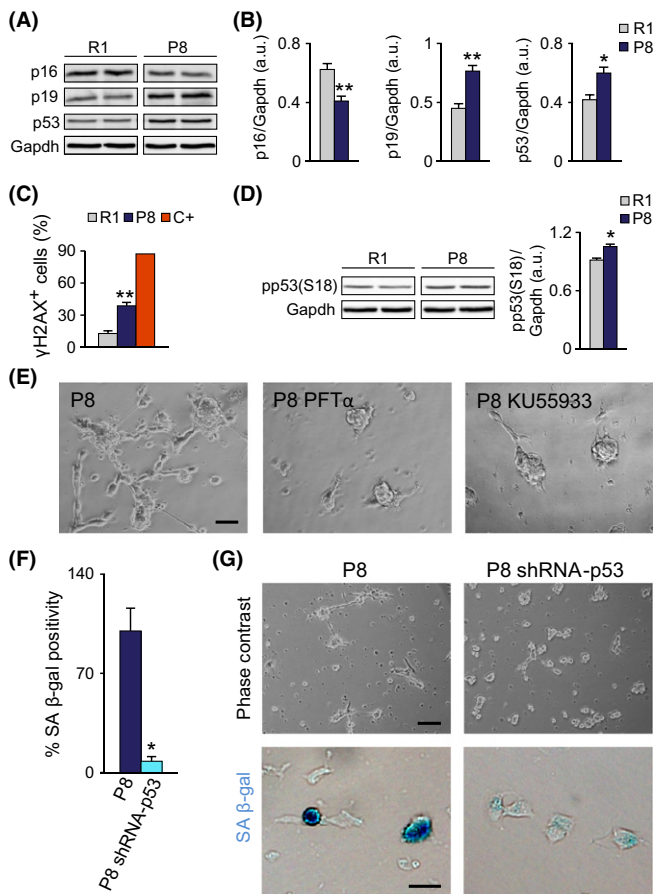 (A)
R1 P8
p16
p19
p53
Gapdh
(B)
R1
P8
0.8
0.4
0
p16/Gapdh (a.u.)
**
1
0.5
0
p19/Gapdh (a.u.)
**
0.8
0.4
0
p53/Gapdh (a.u.)
*
(C)
R1 P8 C+
90
60
30
0
γH2AX+ cells (%)
**
(D)
R1 P8
pp53(S18)
Gapdh
R1
P8
1.2
0.6
0
pp53(S18)/
Gapdh (a.u.)
*
(E)
P8
P8 PFTα
P8 KU55933
(F)
140
70
0
% SA β-gal positivity
*
P8
P8 shRNA-p53
(G)
P8 P8 shRNA-p53
Phase contrast
SA β-gal